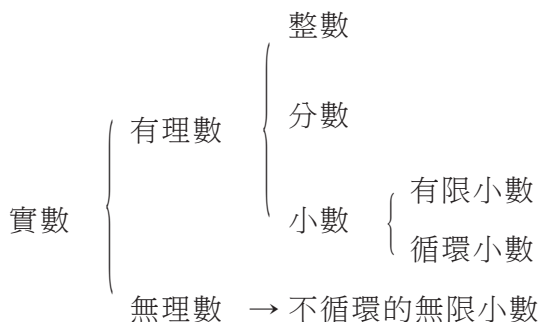 整數
有理數
分數
實數
小數
有限小數
循環小數
無理數 → 不循環的無限小數